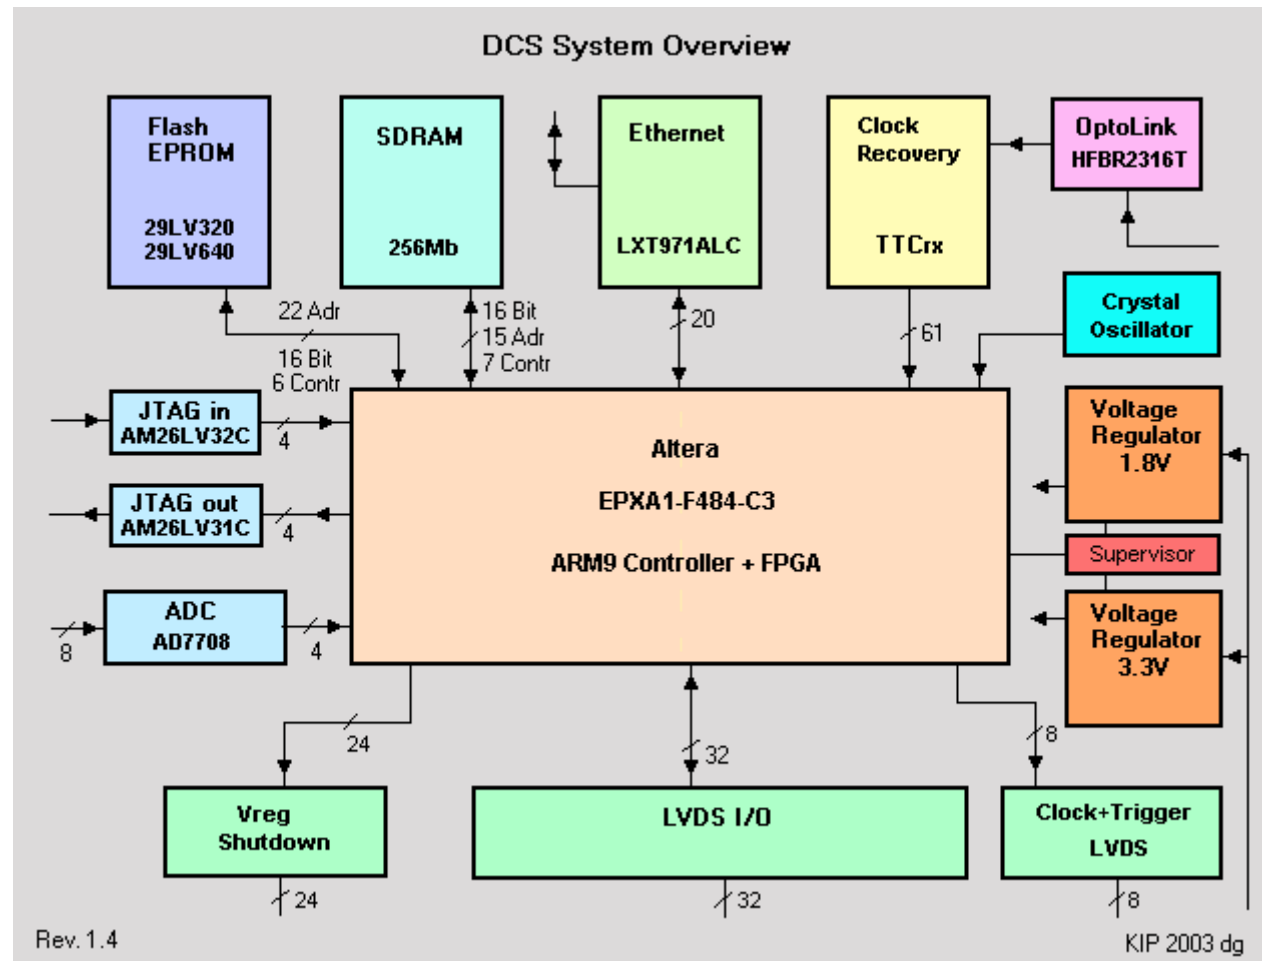 DCS System Overview
Flash
EPROM
29LV320
29LV640
SDRAM
256Mb
Ethernet
LXT971ALC
Clock
Recovery
TTCrx
OptoLink
HFBR2316T
Crystal
Oscillator
22 Adr
16 Bit
6 Contr
16 Bit
15 Adr
7 Contr
20
61
JTAG in
AM26LV32C
4
JTAG out
AM26LV31C
4
ADC
AD7708
8
4
Altera
EPXA1-F484-C3
ARM9 Controller + FPGA
Voltage
Regulator
1.8V
Supervisor
Voltage
Regulator
3.3V
24
32
8
Vreg
Shutdown
LVDS I/O
Clock+Trigger
LVDS
24
32
8
Rev. 1.4
KIP 2003 dg